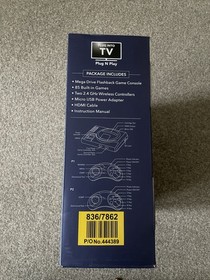 TV
Plug N Play
PACKAGE INCLUDES
• Mega Drive Flashback Game Console
• 85 Built-in Games
• Two 2.4 GHz Wireless Controllers
• Micro USB Power Adapter
• HDMI Cable
• Instruction Manual
836/7862
P/O No.444389